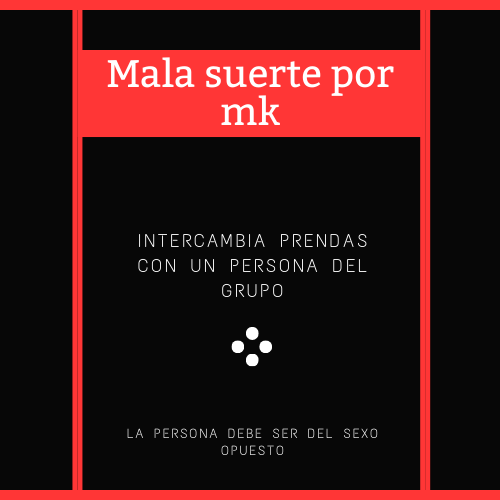 Mala suerte por
mk
INTERCAMBIA PRENDAS
CON UN PERSONA DEL
GRUPO
LA PERSONA DEBE SER DEL SEXO
OPUESTO